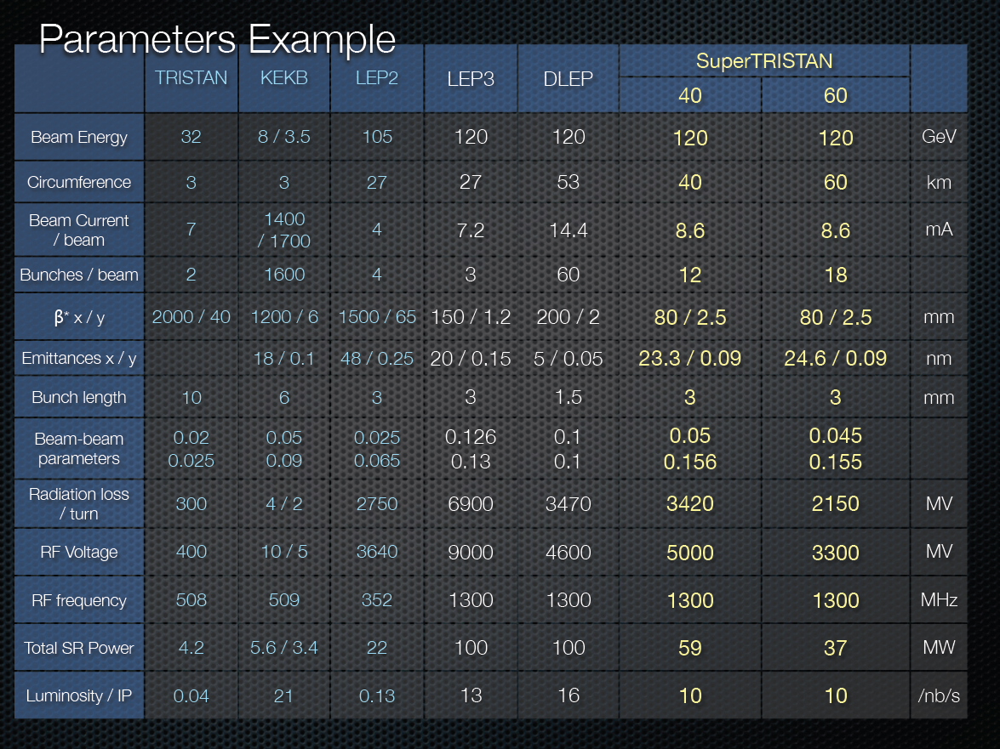 Parameters Example
TRISTAN KEKB LEP2 LEP3 DLEP SuperTRISTAN
40 60
Beam Energy 32 8 / 3.5 105 120 120 120 120 GeV
Circumference 3 3 27 27 53 40 60 km
Beam Current / beam 7 1400 / 1700 4 7.2 14.4 8.6 8.6 mA
Bunches / beam 2 1600 4 3 60 12 18
β* x / y 2000 / 40 1200 / 6 1500 / 65 150 / 1.2 200 / 2 80 / 2.5 80 / 2.5 mm
Emittances x / y 18 / 0.1 48 / 0.25 20 / 0.15 5 / 0.05 23.3 / 0.09 24.6 / 0.09 nm
Bunch length 10 6 3 3 1.5 3 3 mm
Beam-beam 0.02 0.05 0.025 0.126 0.1 0.05 0.045
parameters 0.025 0.09 0.065 0.13 0.1 0.156 0.155
Radiation loss / turn 300 4 / 2 2750 6900 3470 3420 2150 MV
RF Voltage 400 10 / 5 3640 9000 4600 5000 3300 MV
RF frequency 508 509 352 1300 1300 1300 1300 MHz
Total SR Power 4.2 5.6 / 3.4 22 100 100 59 37 MW
Luminosity / IP 0.04 21 0.13 13 16 10 10 /nb/s